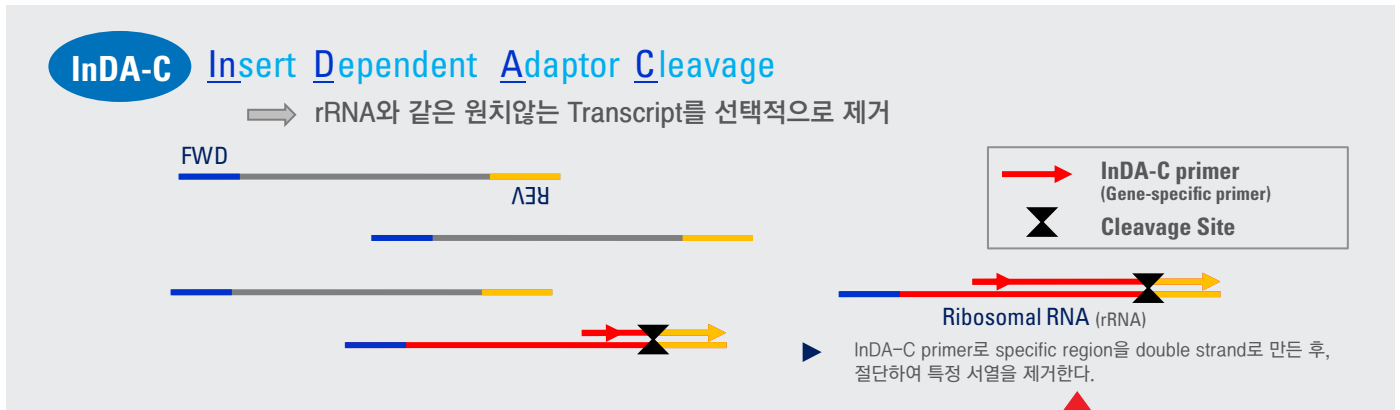 InDA-C Insert Dependent Adaptor Cleavage
rRNA와 같은 원치않는 Transcript를 선택적으로 제거
FWD
REV
InDA-C primer
(Gene-specific primer)
Cleavage Site
Ribosomal RNA (rRNA)
InDA-C primer로 specific region을 double strand로 만든 후,
절단하여 특정 서열을 제거한다.